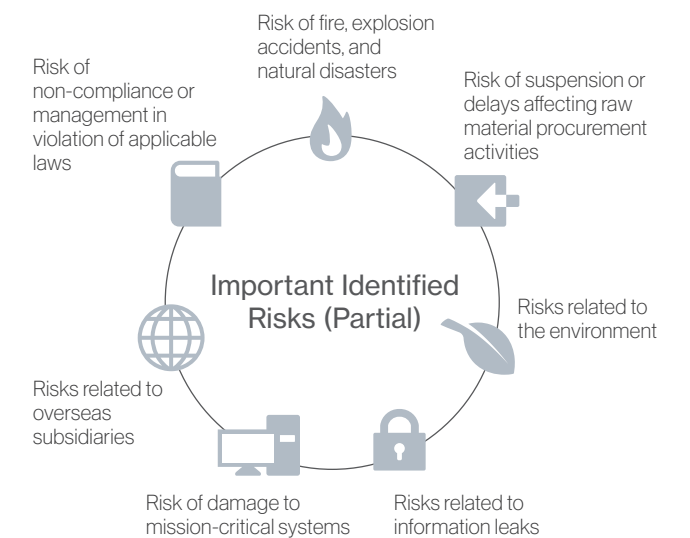 Risk of fire, explosion
accidents, and
natural disasters
Risk of suspension or
delays affecting raw
material procurement
activities
Risks related to
the environment
Risks related to
information leaks
Risk of damage to
mission-critical systems
Risks related to
overseas
subsidiaries
Risk of
non-compliance or
management in
violation of applicable
laws
Important Identified
Risks (Partial)